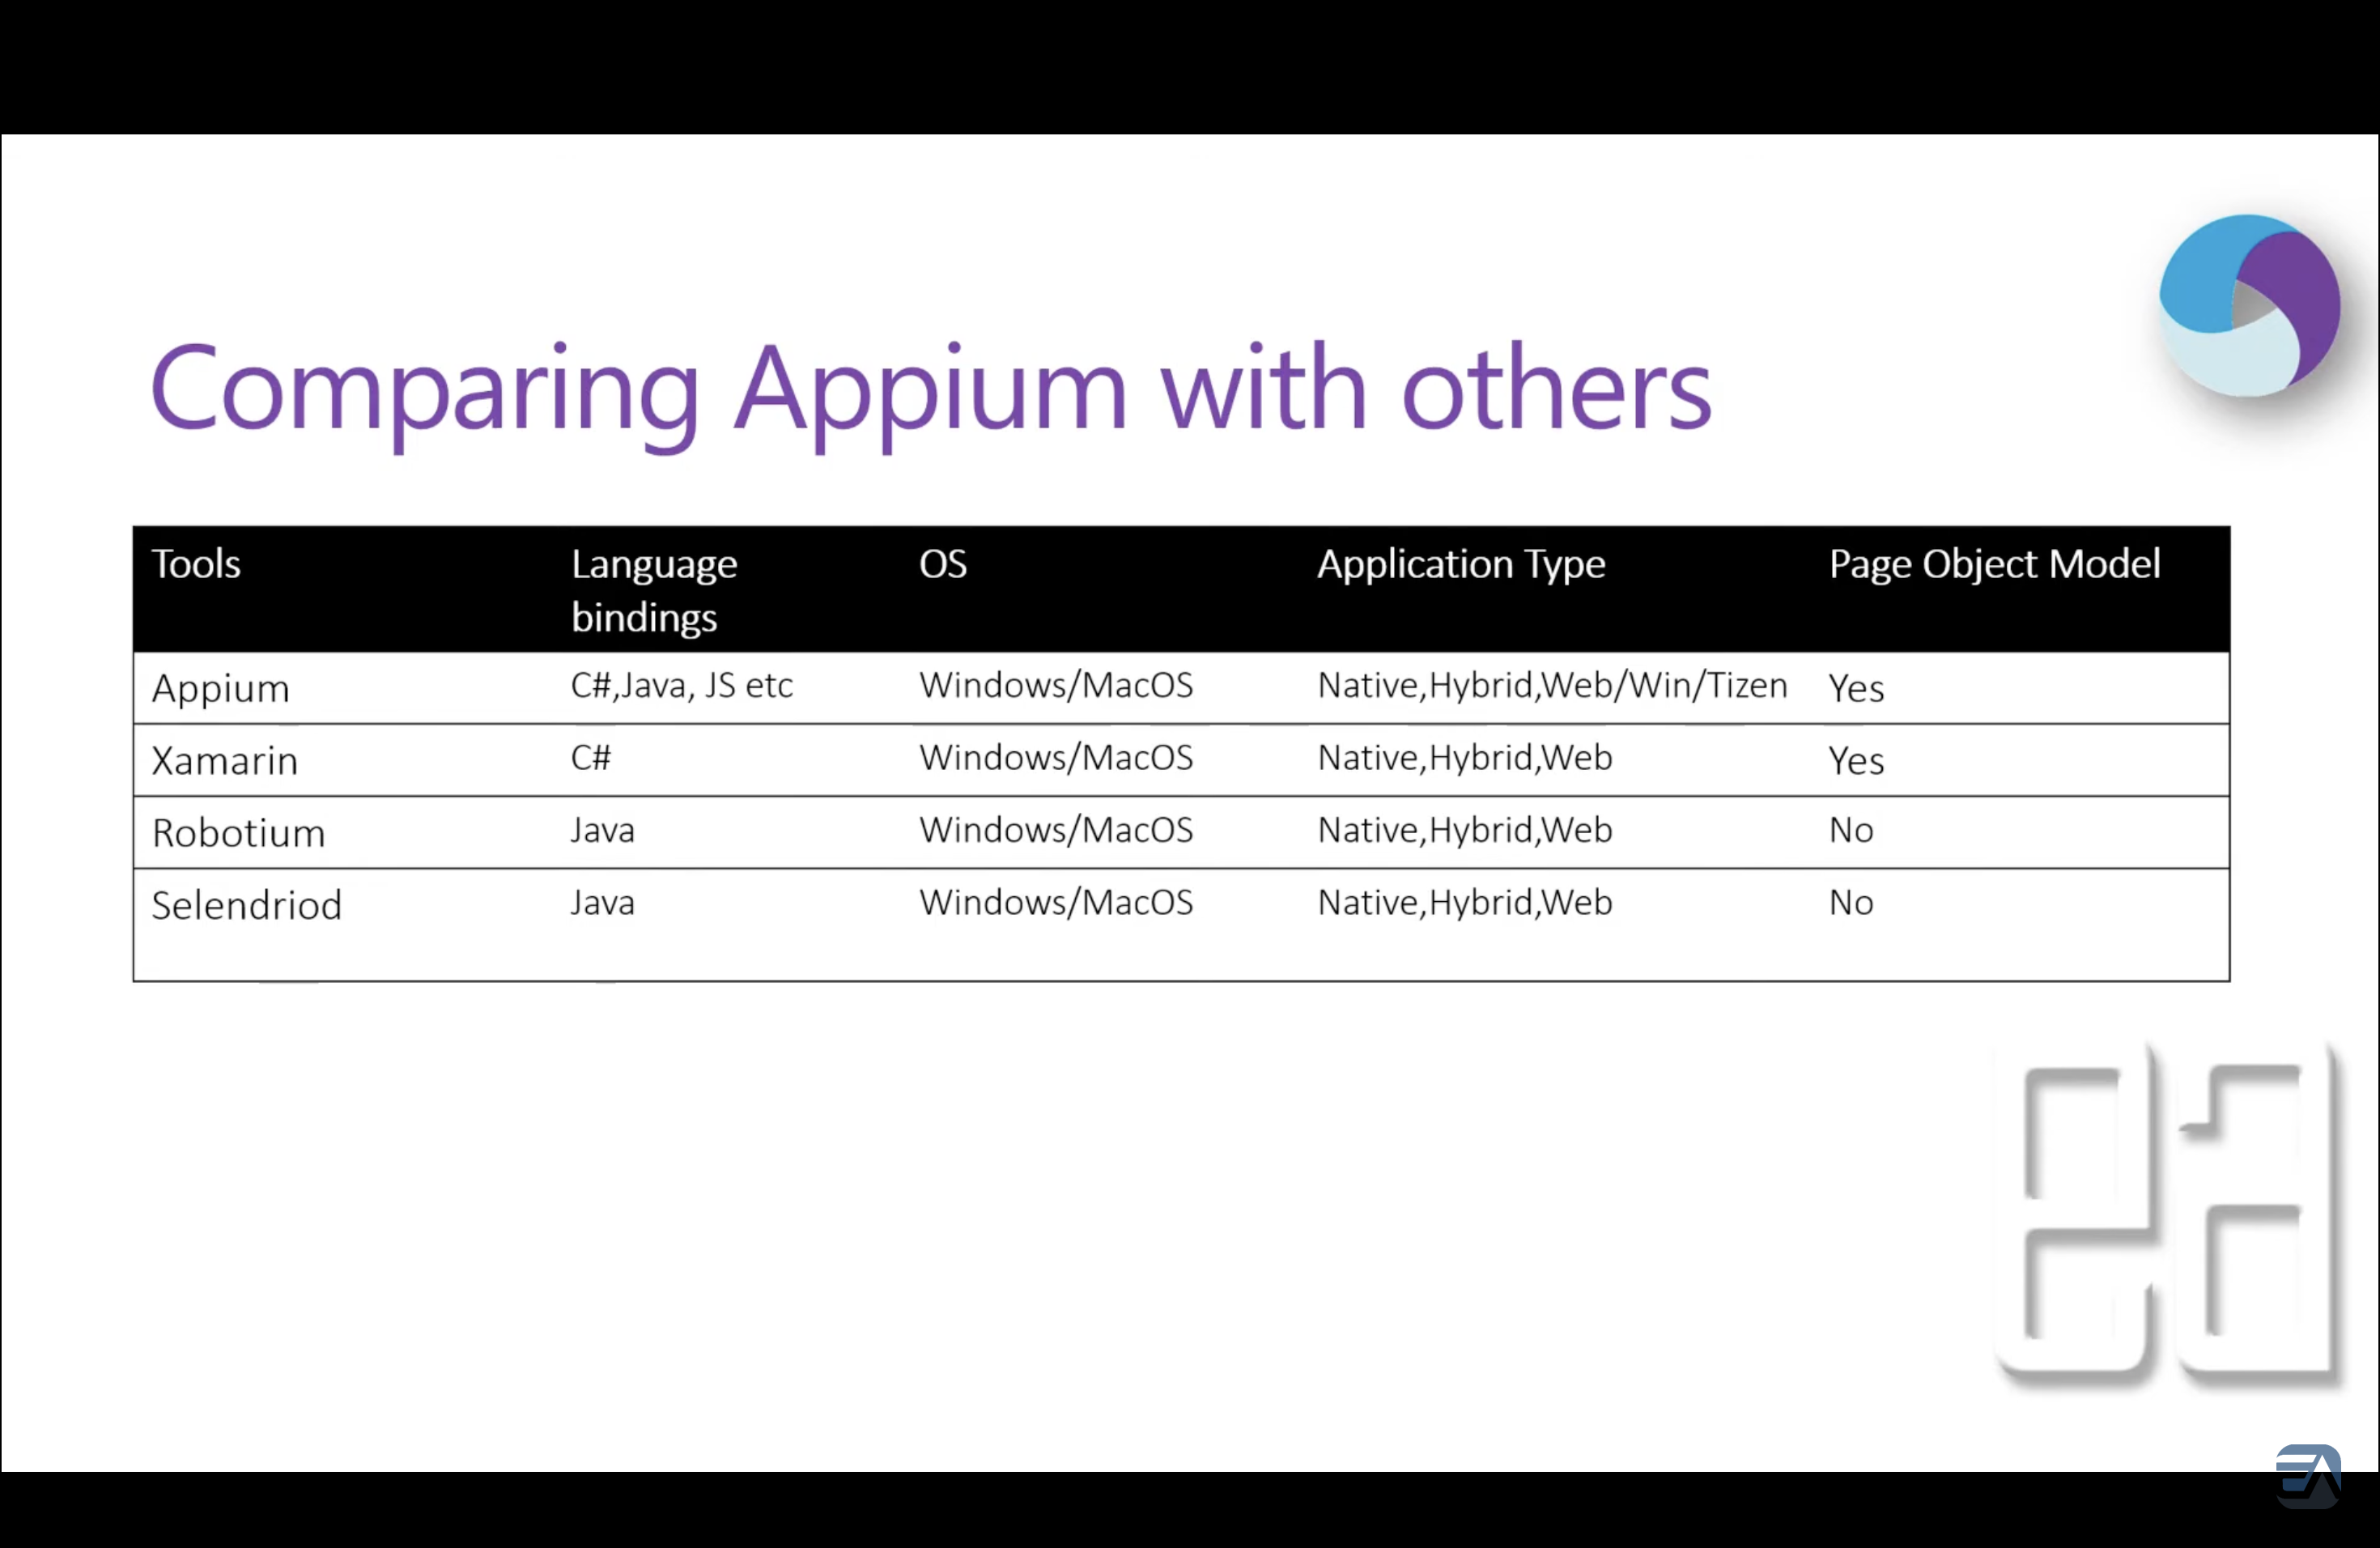 Comparing Appium with others
Tools Language bindings OS Application Type Page Object Model
Appium C#,Java, JS etc Windows/MacOS Native,Hybrid,Web/Win/Tizen Yes
Xamarin C# Windows/MacOS Native,Hybrid,Web Yes
Robotium Java Windows/MacOS Native,Hybrid,Web No
Selendriod Java Windows/MacOS Native,Hybrid,Web No
ea
EA